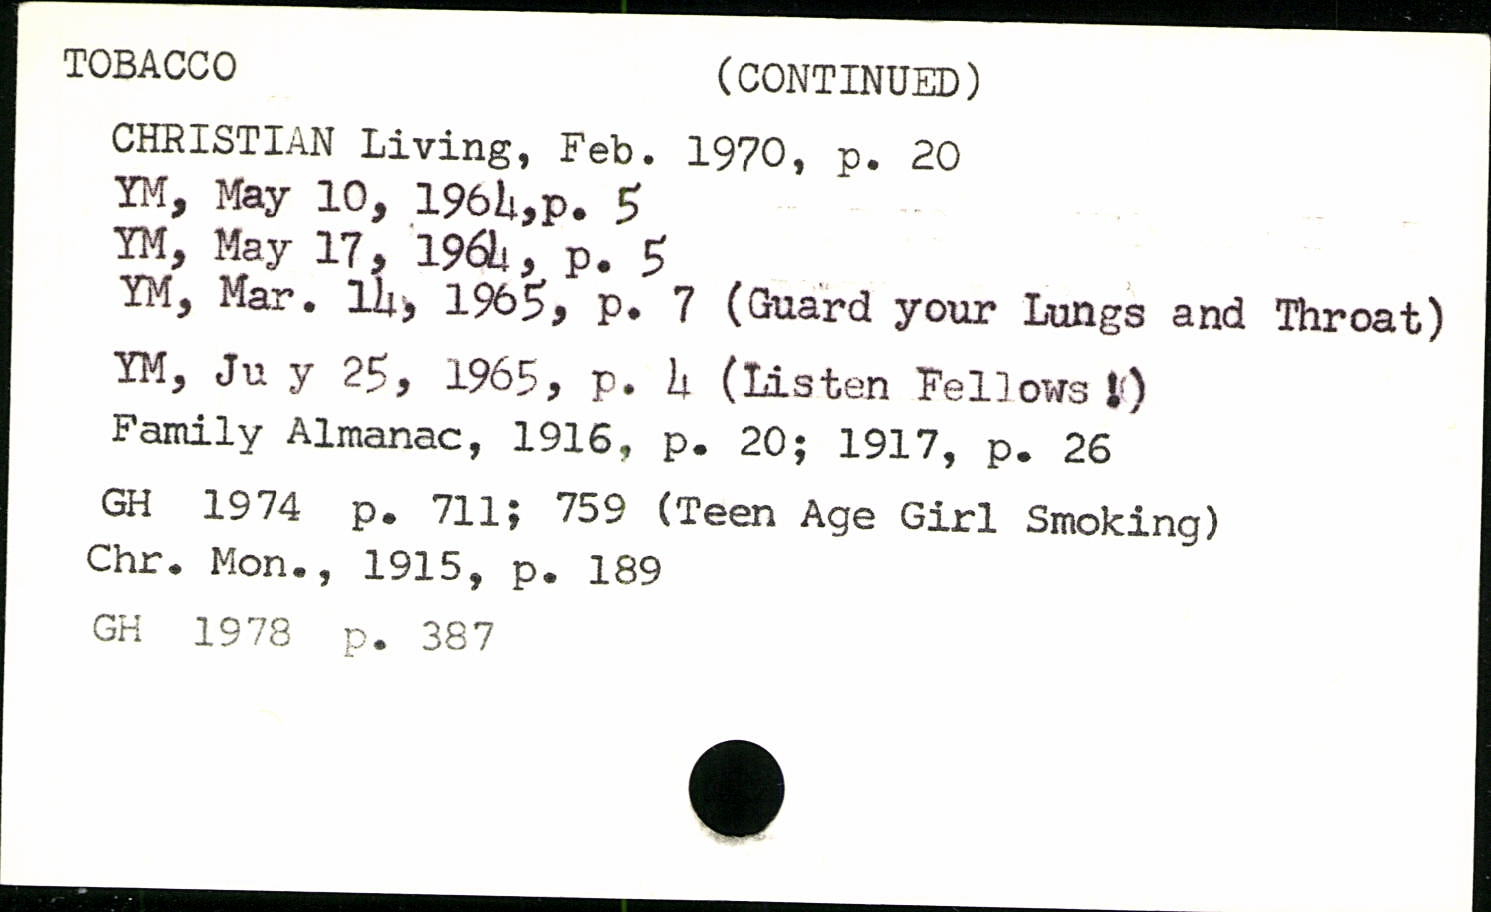 TOBACCO (CONTINUED)
CHRISTIAN Living, Feb. 1970, p. 20
YM, May 10, 1964,p. 5
YM, May 17, 1964, p. 5
YM, Mar. 14, 1965, p. 7 (Guard your Lungs and Throat)
YM, Ju y 25, 1965, p. 4 (Listen Fellows!)
Family Almanac, 1916, p. 20; 1917, p. 26
GH 1974 p. 711; 759 (Teen Age Girl Smoking)
Chr. Mon., 1915, p. 189
GH 1978 p. 387